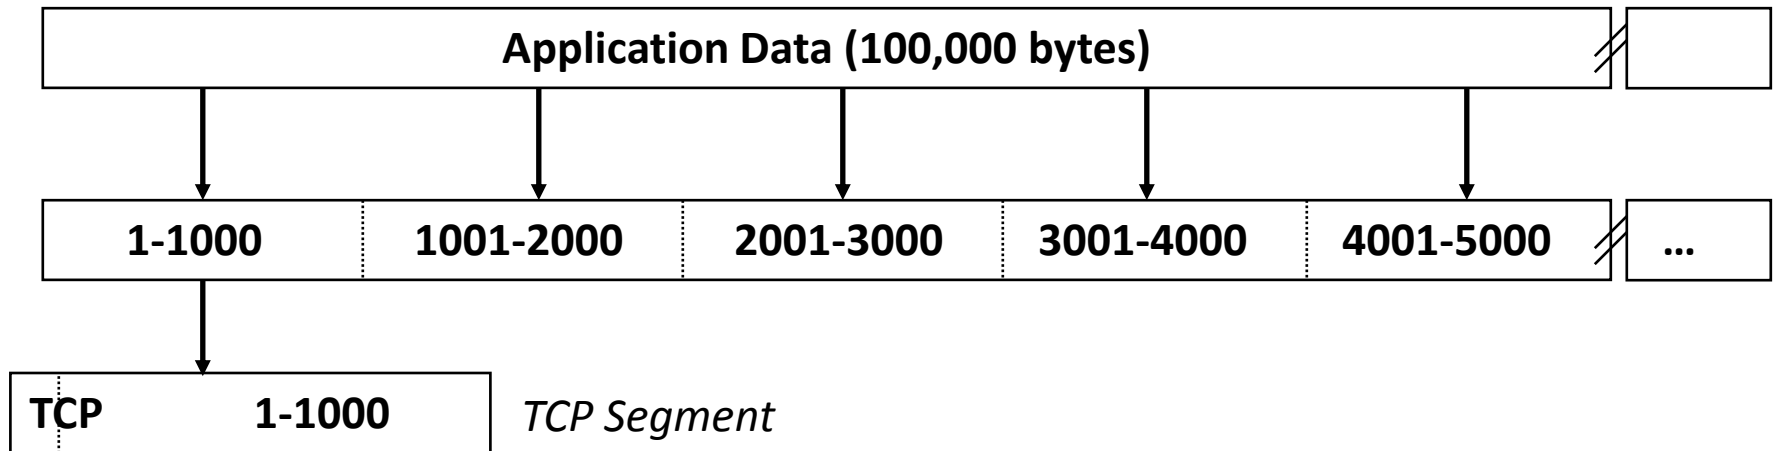 Application Data (100,000 bytes)
1-1000 1001-2000 2001-3000 3001-4000 4001-5000 ...
TCP 1-1000 TCP Segment